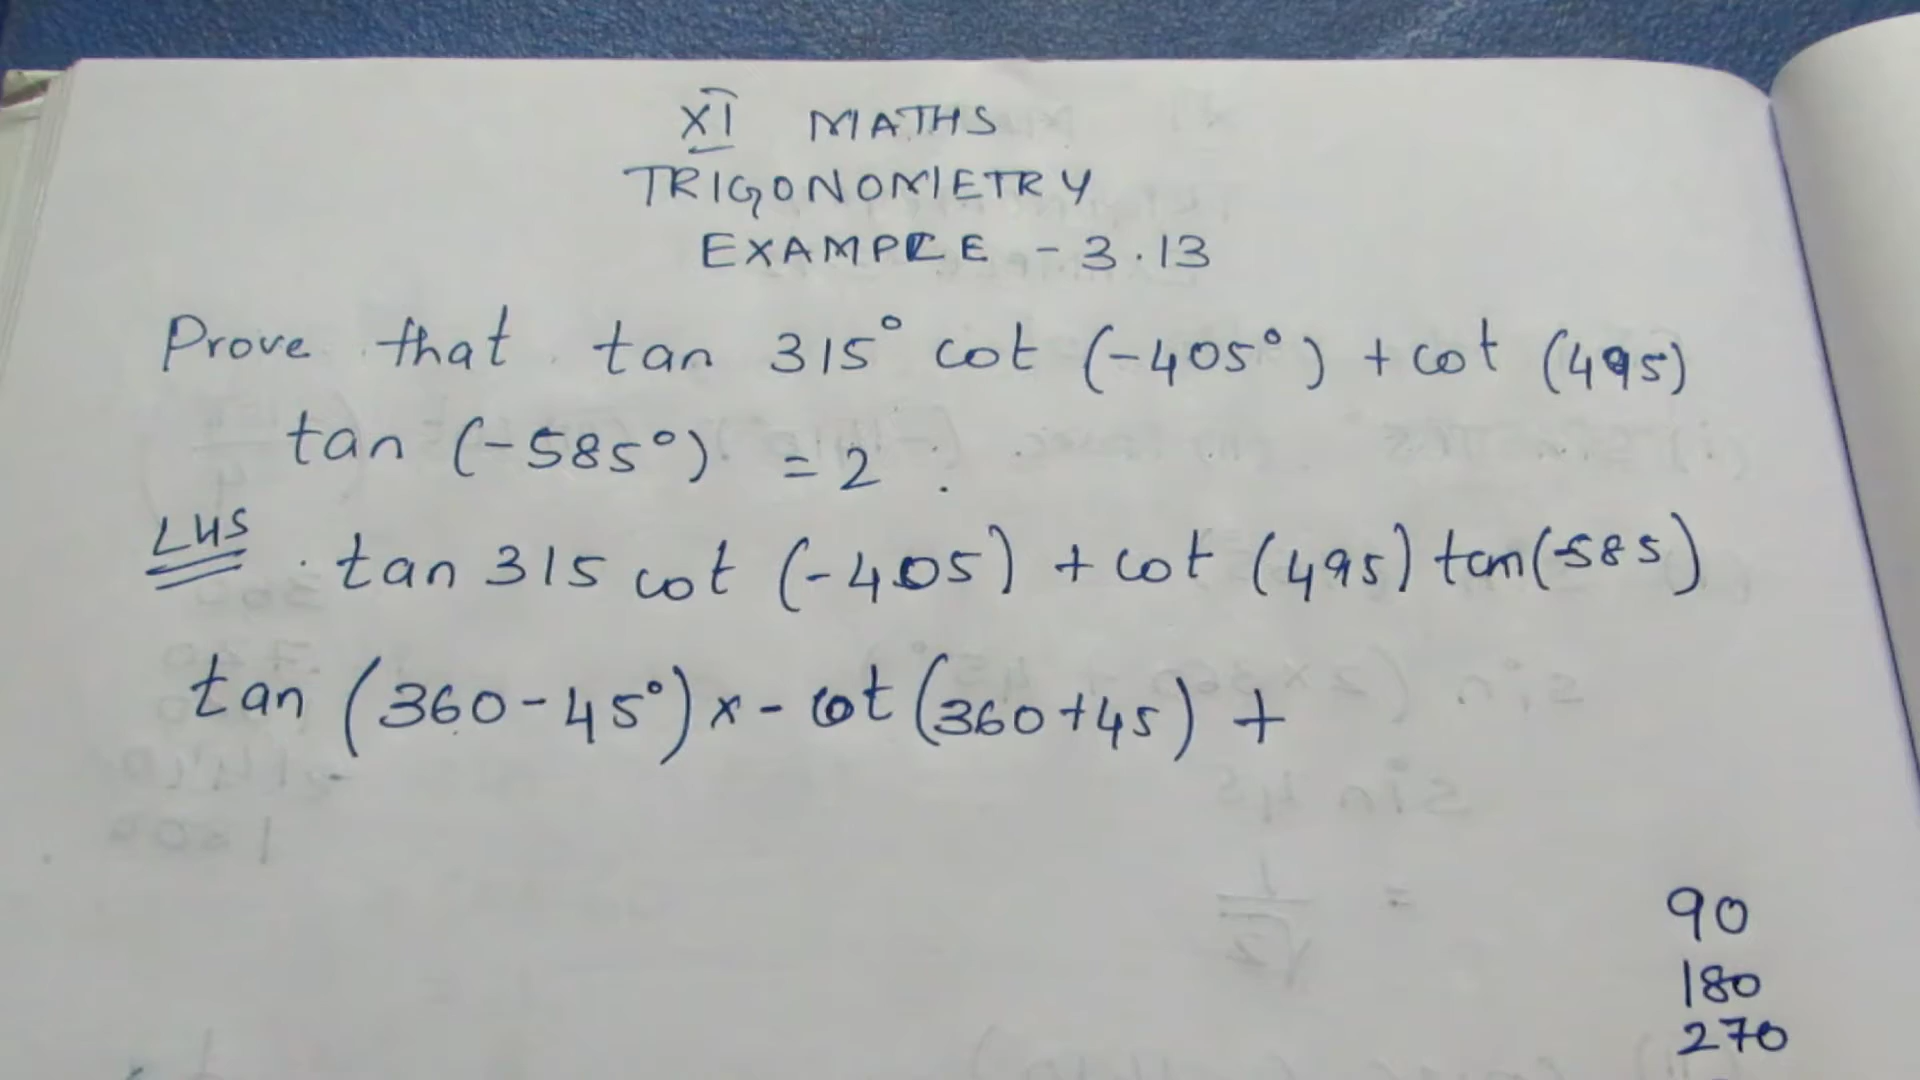 XI MATHS
TRIGONOMETRY
EXAMPLE - 3.13
Prove that tan 315° cot (-405°) + cot (495)
tan (-585°) = 2
LHS tan 315 cot (-405) + cot (495) tan(-585)
tan (360-45°) x - cot (360+45) +
90
180
270